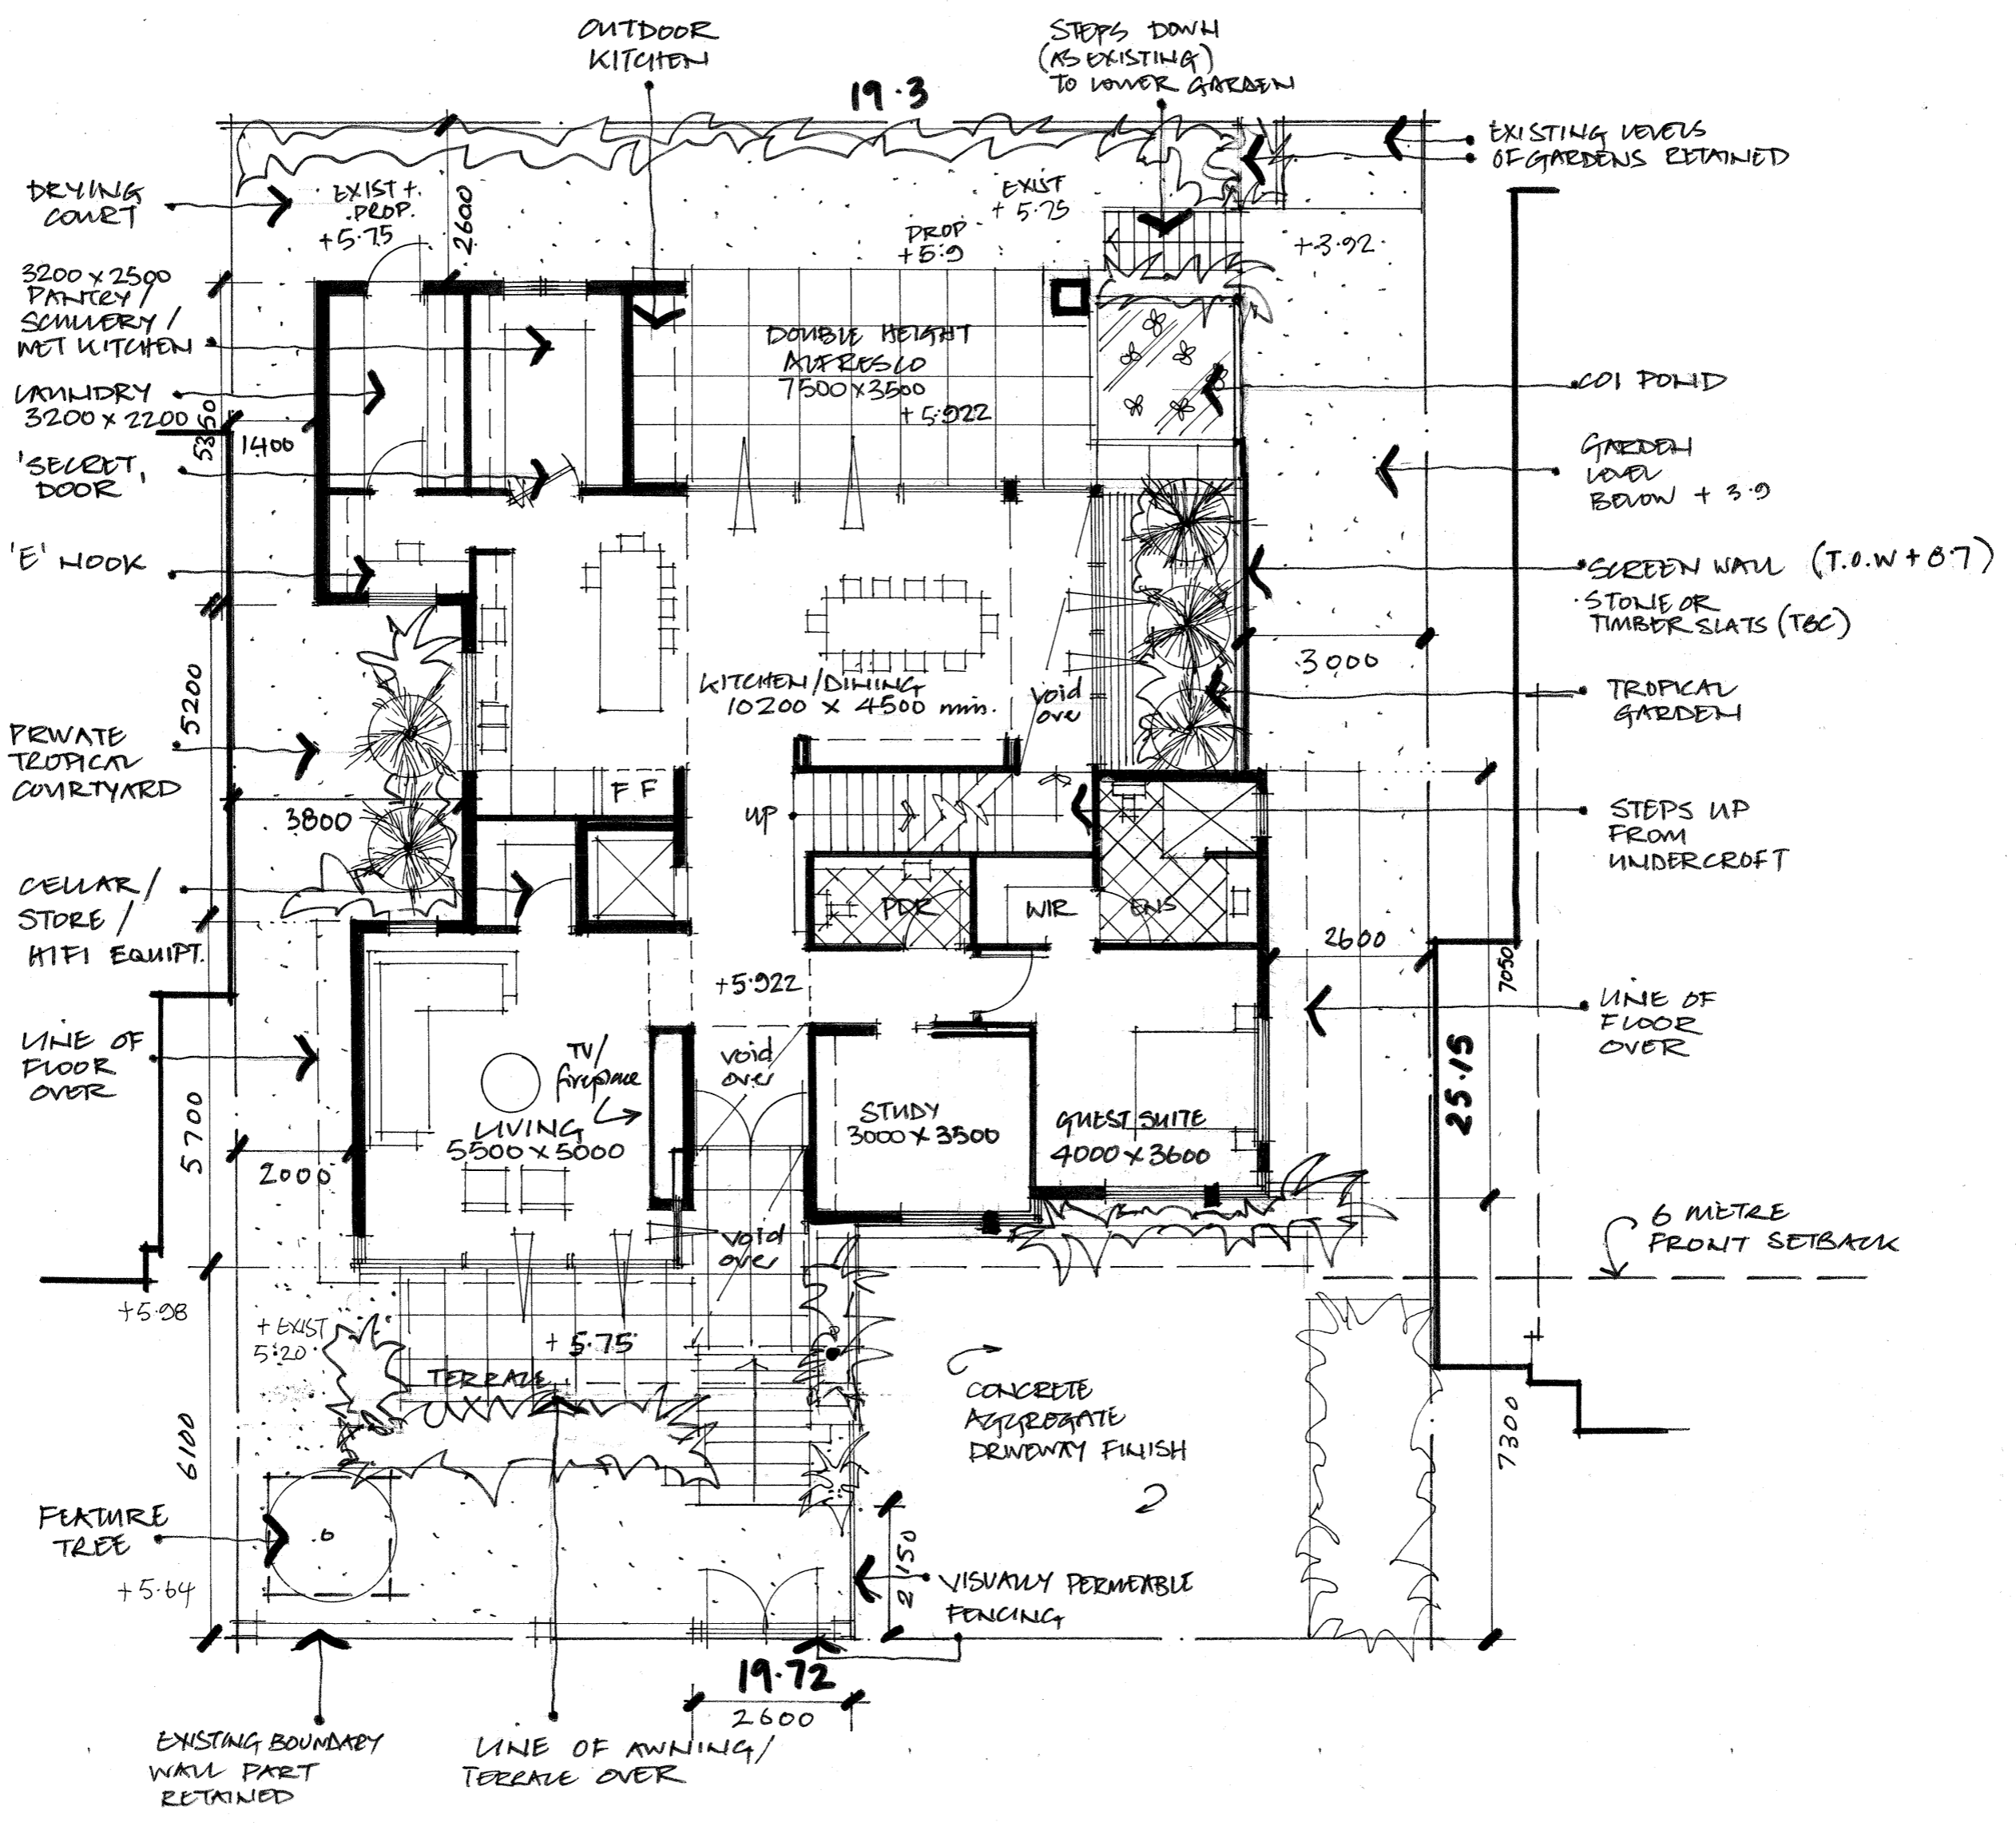 OUTDOOR
KITCHEN
STEPS DOWN
(AS EXISTING)
TO LOWER GARDEN
19.3
EXISTING LEVELS
OF GARDENS RETAINED
DRYING
COURT
EXIST +
PROP.
+5.75
2600
EXIST
+ 5.75
PROP
+5.9
+3.92
3200 x 2500
PANTRY/
SCULLERY/
WET KITCHEN
LAUNDRY
3200 x 2200
5350
1400
DOUBLE HEIGHT
ALFRESCO
7500 x 3500
+5.922
COI POND
'SECRET'
DOOR
GARDEN
LEVEL
BELOW + 3.9
'E' NOOK
SCREEN WALL (T.O.W + 8.7)
STONE OR
TIMBER SLATS (TBC)
3000
5200
KITCHEN/DINING
10200 x 4500 min.
void
over
TROPICAL
GARDEN
PRIVATE
TROPICAL
COURTYARD
3800
F F
UP
STEPS UP
FROM
UNDERCROFT
CELLAR/
STORE/
HIFI EQUIPT.
PDR
WIR
ENS
2600
7050
+5.922
LINE OF
FLOOR
OVER
LINE OF
FLOOR
OVER
TV/
fireplace
void
over
25.15
5700
LIVING
5500 x 5000
STUDY
3000 x 3500
GUEST SUITE
4000 x 3600
2000
void
over
6 METRE
FRONT SETBACK
+5.98
+ EXIST
5.20
+ 5.75
TERRACE
CONCRETE
AGGREGATE
DRIVEWAY FINISH
6100
7300
FEATURE
TREE
+5.64
2150
VISUALLY PERMEABLE
FENCING
19.72
2600
EXISTING BOUNDARY
WALL PART
RETAINED
LINE OF AWNING/
TERRACE OVER